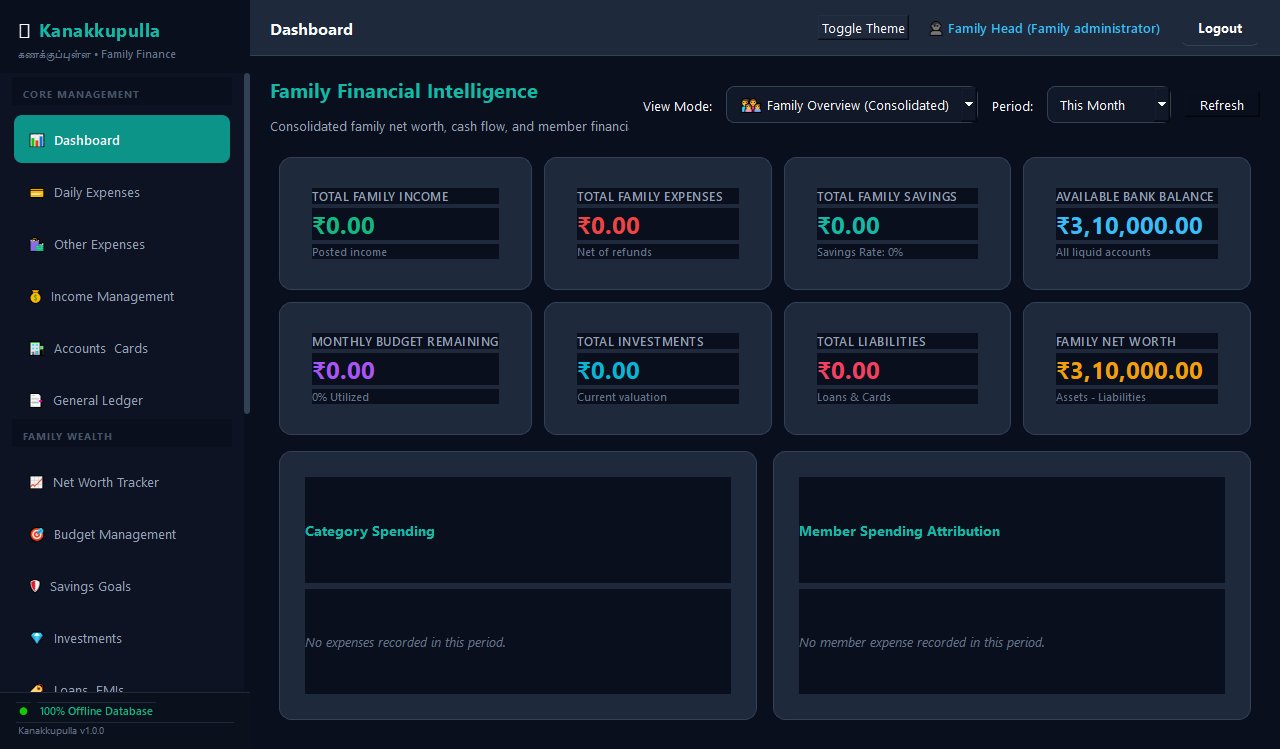 Kanakkupulla
கணக்குப்புள்ள • Family Finance
CORE MANAGEMENT
Dashboard
Daily Expenses
Other Expenses
Income Management
Accounts Cards
General Ledger
FAMILY WEALTH
Net Worth Tracker
Budget Management
Savings Goals
Investments
Loans EMIs
100% Offline Database
Kanakkupulla v1.0.0
Dashboard
Toggle Theme
Family Head (Family administrator)
Logout
Family Financial Intelligence
Consolidated family net worth, cash flow, and member financi
View Mode:
Family Overview (Consolidated)
Period:
This Month
Refresh
TOTAL FAMILY INCOME
₹0.00
Posted income
TOTAL FAMILY EXPENSES
₹0.00
Net of refunds
TOTAL FAMILY SAVINGS
₹0.00
Savings Rate: 0%
AVAILABLE BANK BALANCE
₹3,10,000.00
All liquid accounts
MONTHLY BUDGET REMAINING
₹0.00
0% Utilized
TOTAL INVESTMENTS
₹0.00
Current valuation
TOTAL LIABILITIES
₹0.00
Loans & Cards
FAMILY NET WORTH
₹3,10,000.00
Assets - Liabilities
Category Spending
No expenses recorded in this period.
Member Spending Attribution
No member expense recorded in this period.